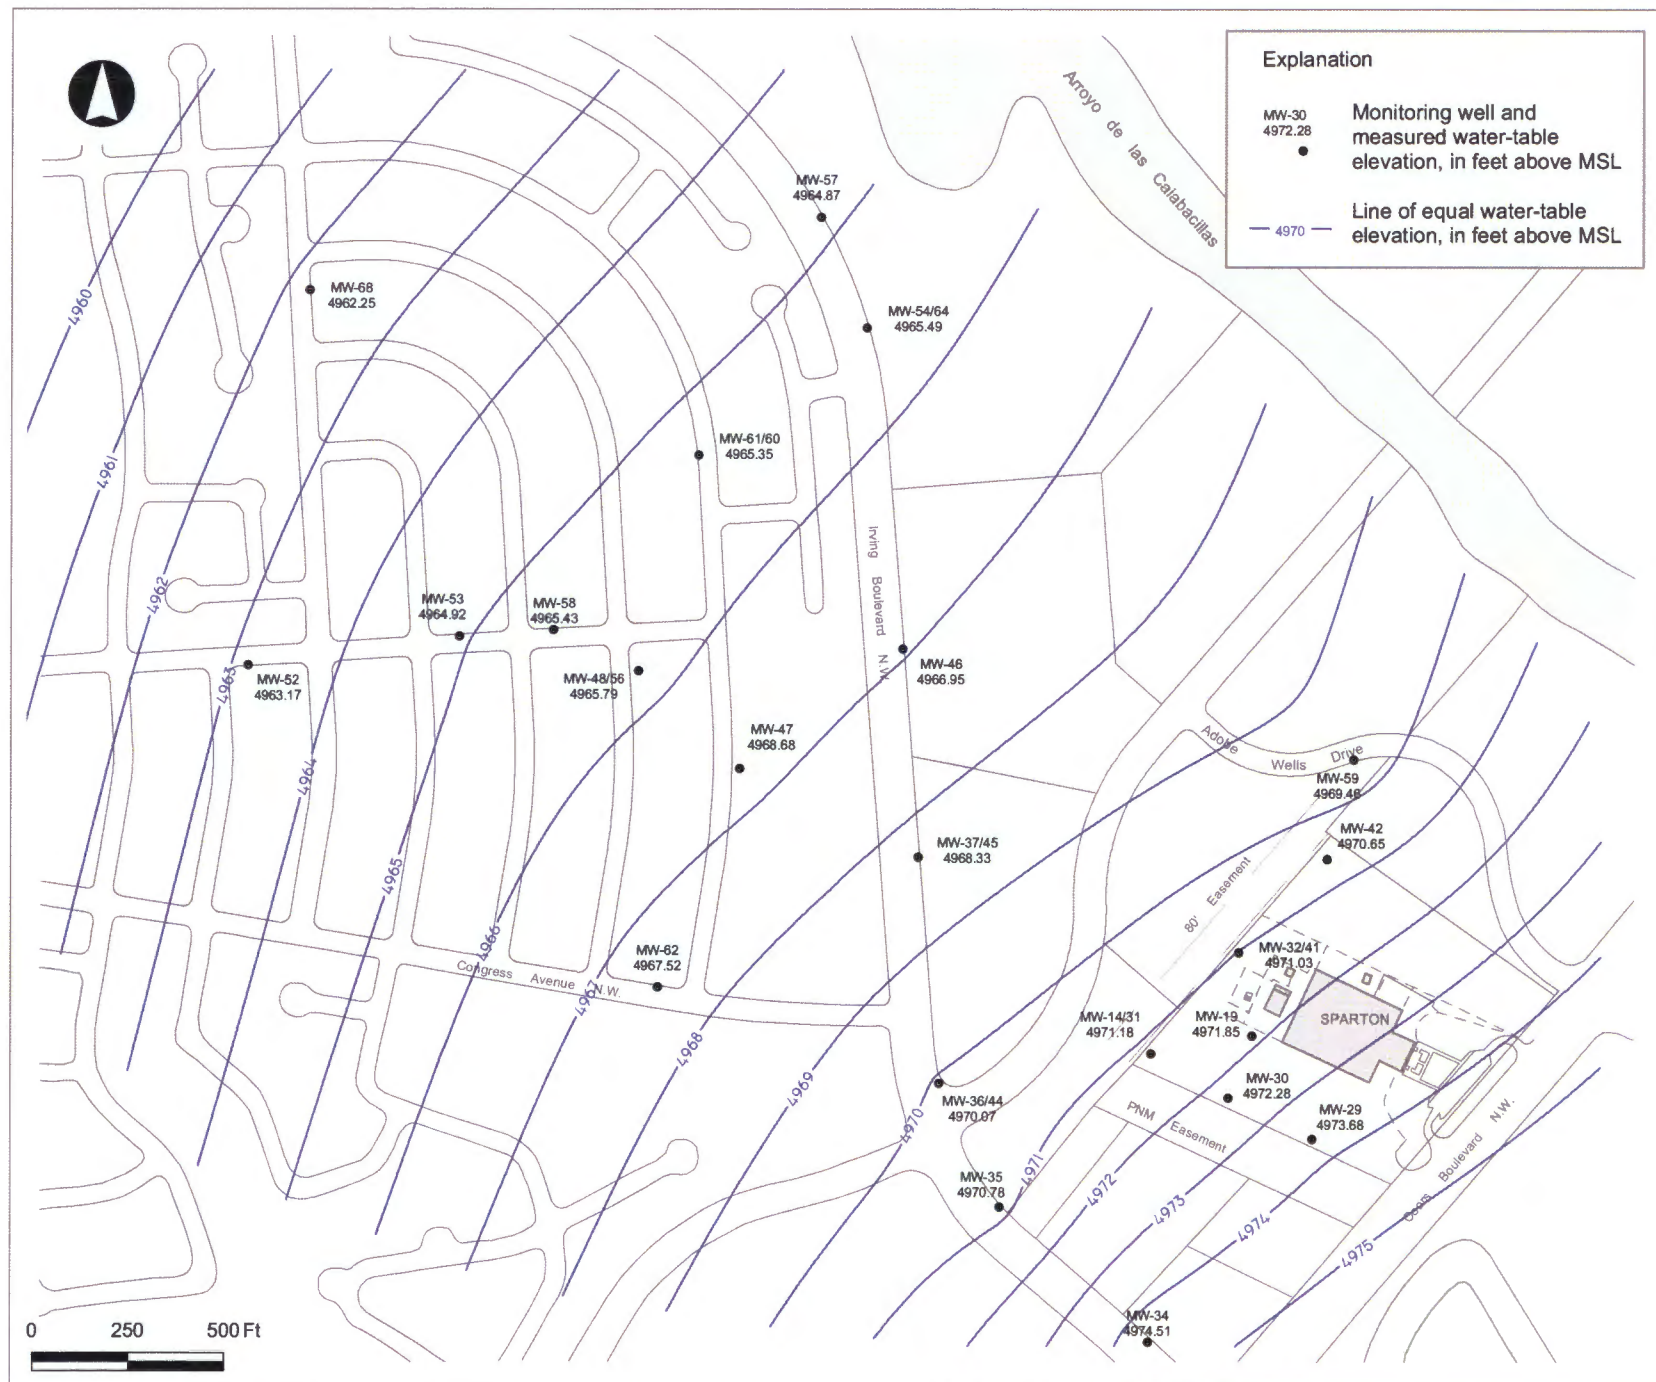 Explanation
MW-30
4972.28
Monitoring well and
measured water-table
elevation, in feet above MSL
4970
Line of equal water-table
elevation, in feet above MSL
Arroyo de las Calabacillas
MW-57
4964.87
MW-68
4962.25
4960
MW-54/64
4965.49
MW-61/60
4965.35
4961
Irving Boulevard N.W.
4962
MW-53
4964.92
MW-58
4965.43
MW-46
4966.95
MW-52
4963.17
4963
MW-48/56
4965.79
MW-47
4968.68
Adobe Wells Drive
MW-59
4969.46
4964
MW-42
4970.65
MW-37/45
4968.33
4965
80' Easement
4966
MW-62
4967.52
MW-32/41
4971.03
Congress Avenue N.W.
4967
MW-14/31
4971.18
MW-19
4971.85
SPARTON
4968
4969
MW-36/44
4970.07
MW-30
4972.28
MW-29
4973.68
4970
PNM Easement
Coors Boulevard N.W.
MW-35
4970.78
4971
4972
4973
4974
4975
MW-34
4974.51
0 250 500 Ft